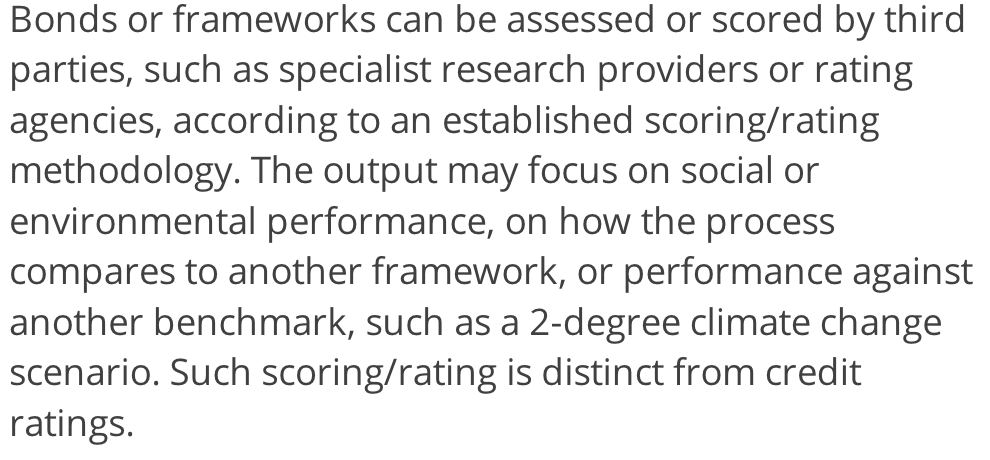 Bonds or frameworks can be assessed or scored by third
parties, such as specialist research providers or rating
agencies, according to an established scoring/rating
methodology. The output may focus on social or
environmental performance, on how the process
compares to another framework, or performance against
another benchmark, such as a 2-degree climate change
scenario. Such scoring/rating is distinct from credit
ratings.